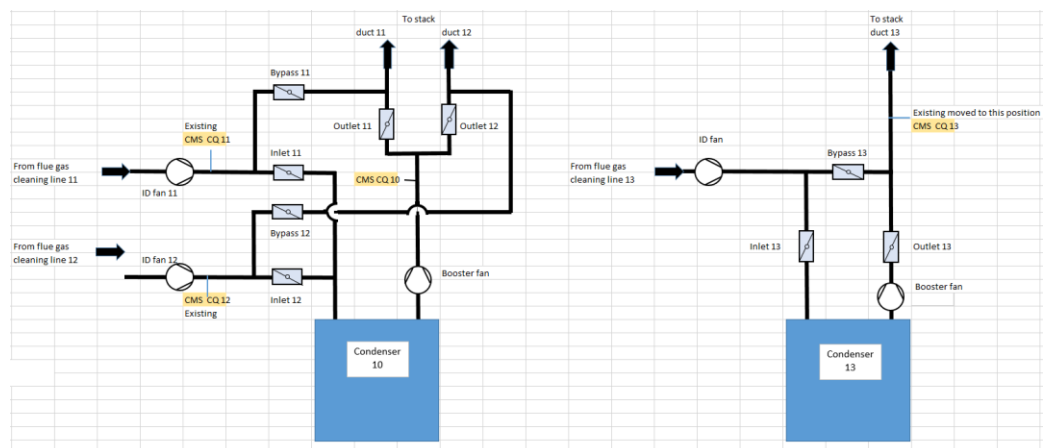 To stack
duct 11
duct 12
Bypass 11
Existing
CMS CQ 11
Outlet 11
Outlet 12
Inlet 11
From flue gas
cleaning line 11
ID fan 11
CMS CQ 10
Bypass 12
From flue gas
cleaning line 12
ID fan 12
Booster fan
CMS CQ 12
Existing
Inlet 12
Condenser
10
To stack
duct 13
Existing moved to this position
CMS CQ 13
ID fan
Bypass 13
From flue gas
cleaning line 13
Inlet 13
Outlet 13
Booster fan
Condenser
13